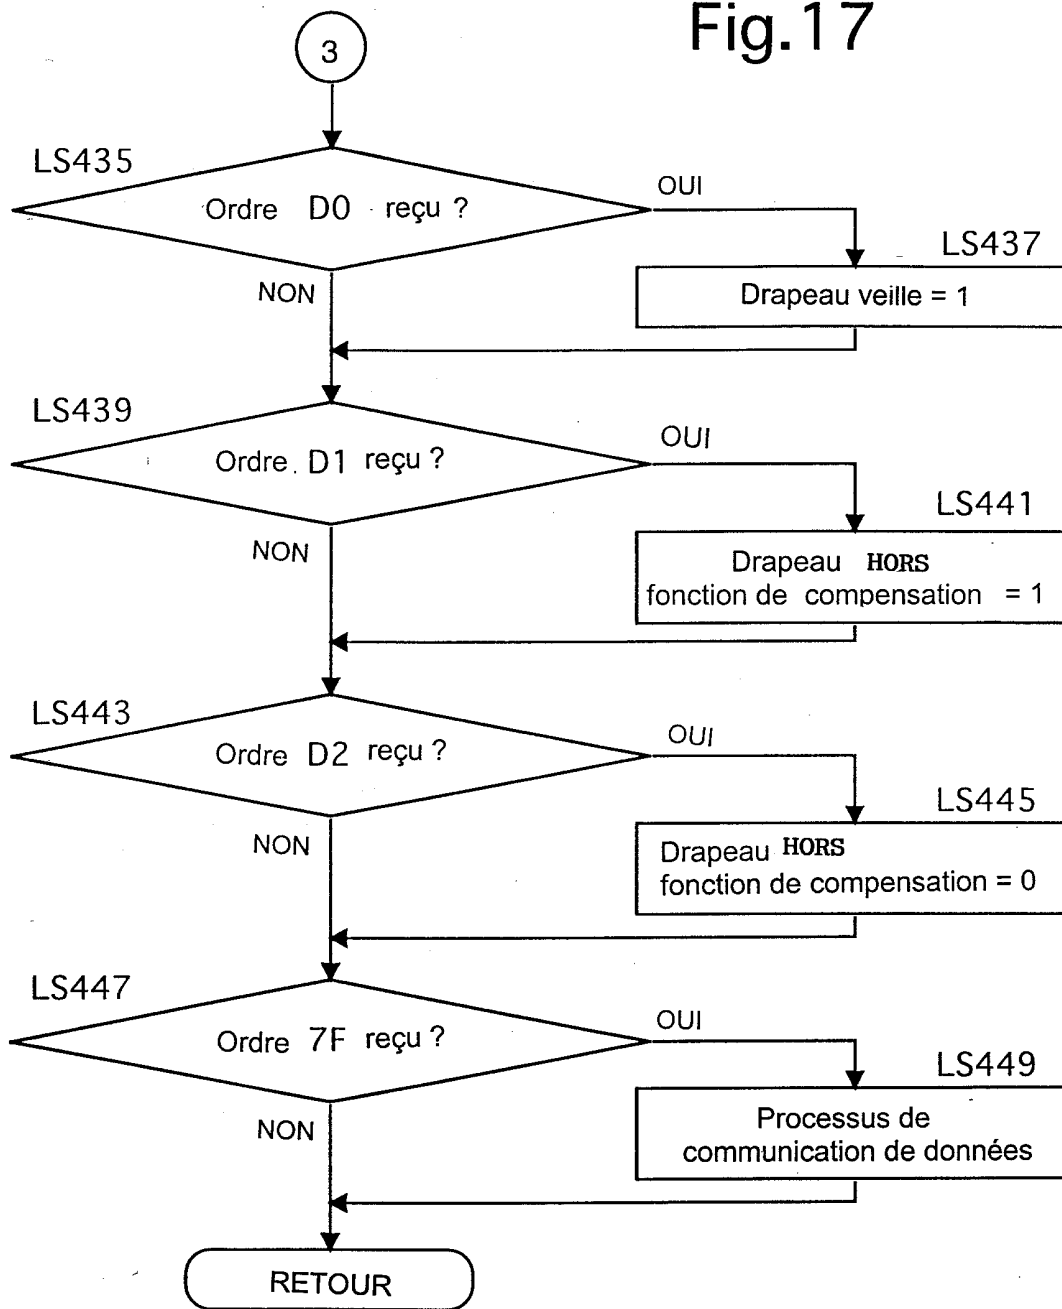 Fig.17
3
LS435
Ordre D0 reçu ?
OUI
LS437
Drapeau veille = 1
NON
LS439
Ordre D1 reçu ?
OUI
LS441
Drapeau HORS
fonction de compensation = 1
NON
LS443
Ordre D2 reçu ?
OUI
LS445
Drapeau HORS
fonction de compensation = 0
NON
LS447
Ordre 7F reçu ?
OUI
LS449
Processus de
communication de données
NON
RETOUR